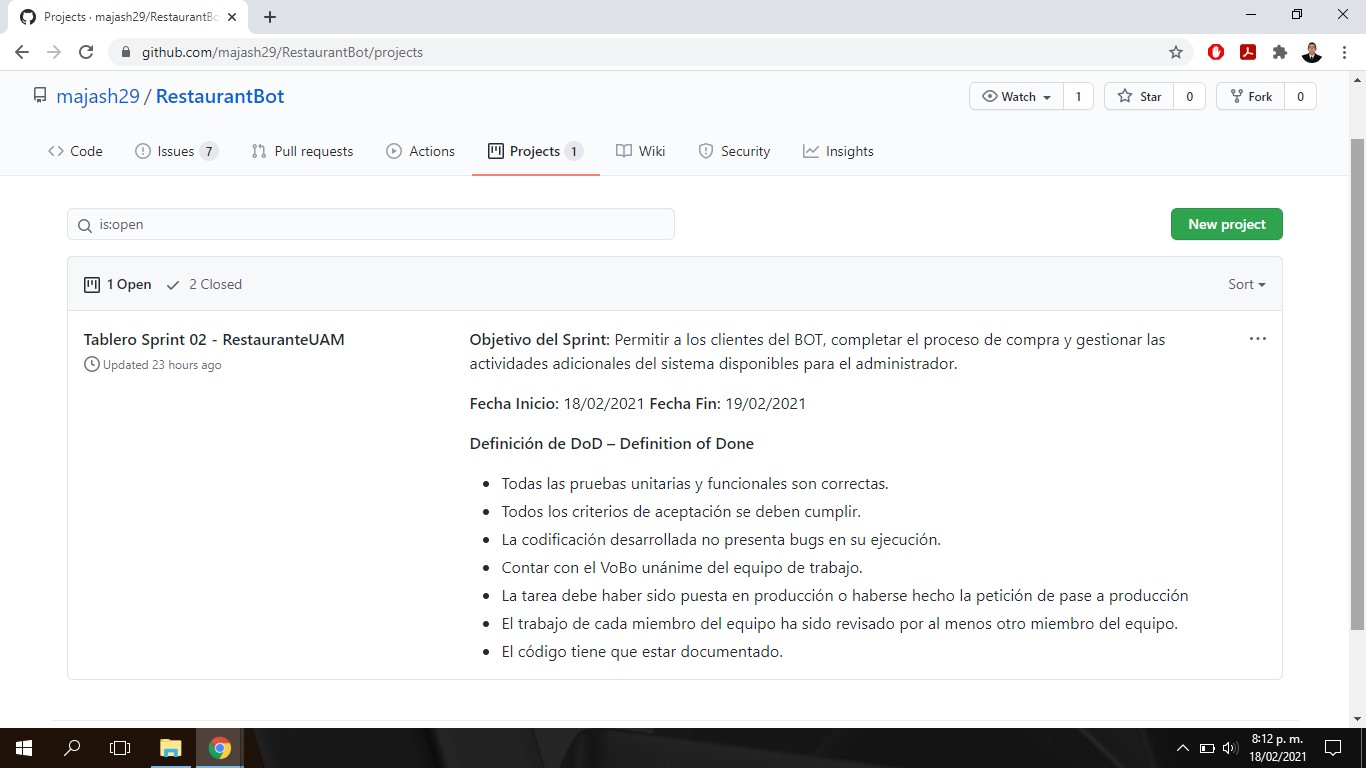 Projects · majash29/RestaurantBo
github.com/majash29/RestaurantBot/projects
majash29 / RestaurantBot
Watch 1
Star 0
Fork 0
Code
Issues 7
Pull requests
Actions
Projects 1
Wiki
Security
Insights
is:open
New project
1 Open
2 Closed
Sort
Tablero Sprint 02 - RestauranteUAM
Updated 23 hours ago
Objetivo del Sprint: Permitir a los clientes del BOT, completar el proceso de compra y gestionar las
actividades adicionales del sistema disponibles para el administrador.
Fecha Inicio: 18/02/2021 Fecha Fin: 19/02/2021
Definición de DoD – Definition of Done
• Todas las pruebas unitarias y funcionales son correctas.
• Todos los criterios de aceptación se deben cumplir.
• La codificación desarrollada no presenta bugs en su ejecución.
• Contar con el VoBo unánime del equipo de trabajo.
• La tarea debe haber sido puesta en producción o haberse hecho la petición de pase a producción
• El trabajo de cada miembro del equipo ha sido revisado por al menos otro miembro del equipo.
• El código tiene que estar documentado.
8:12 p. m.
18/02/2021